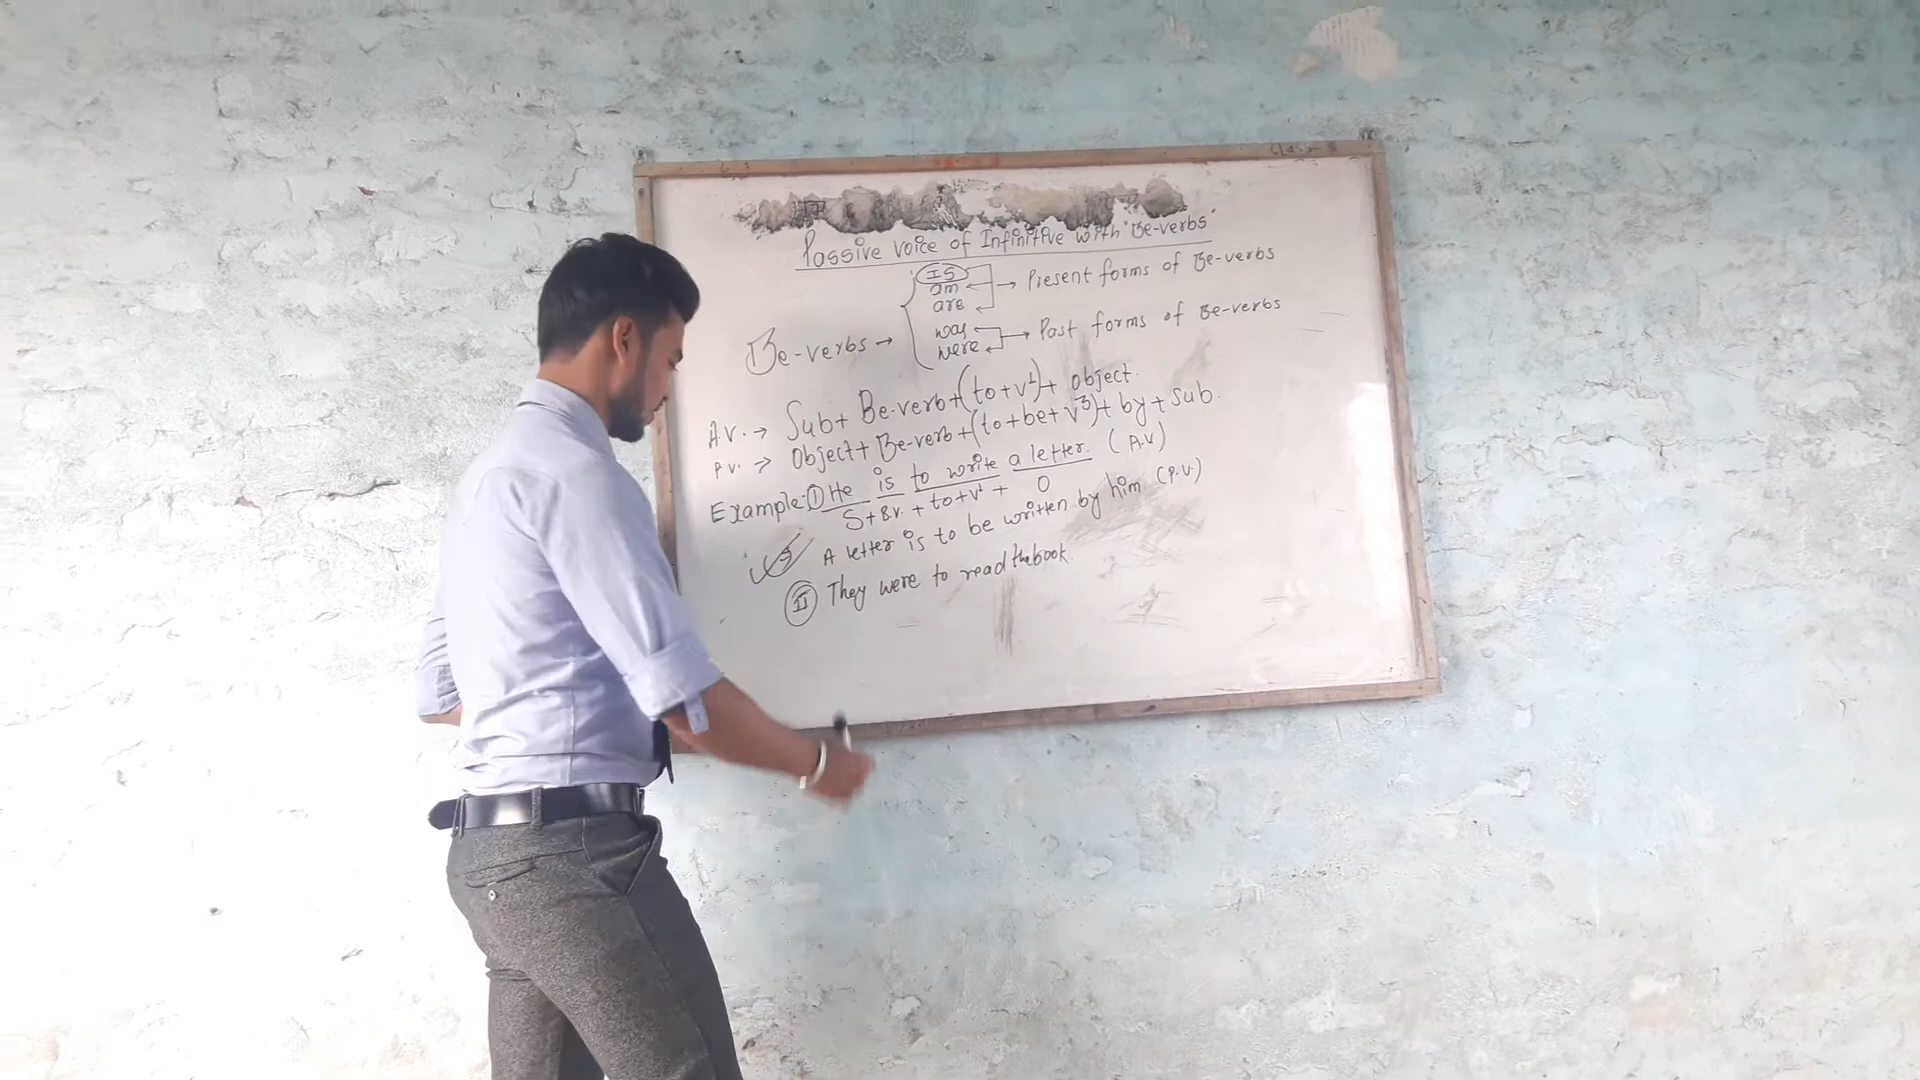 Class-
Passive Voice of Infinitive with "Be-verbs"
Be-verbs →
IS
am
are
→ Present forms of Be-verbs
was
were
→ Past forms of Be-verbs
A.V. → Sub + Be-verb + (to + v¹) + Object.
P.V. → Object + Be-verb + (to + be + v³) + by + Sub.
Example: ① He is to write a letter. (A.V)
S + B.V. + to + v¹ + O
A letter is to be written by him. (P.V.)
Ⅱ They were to read the book.